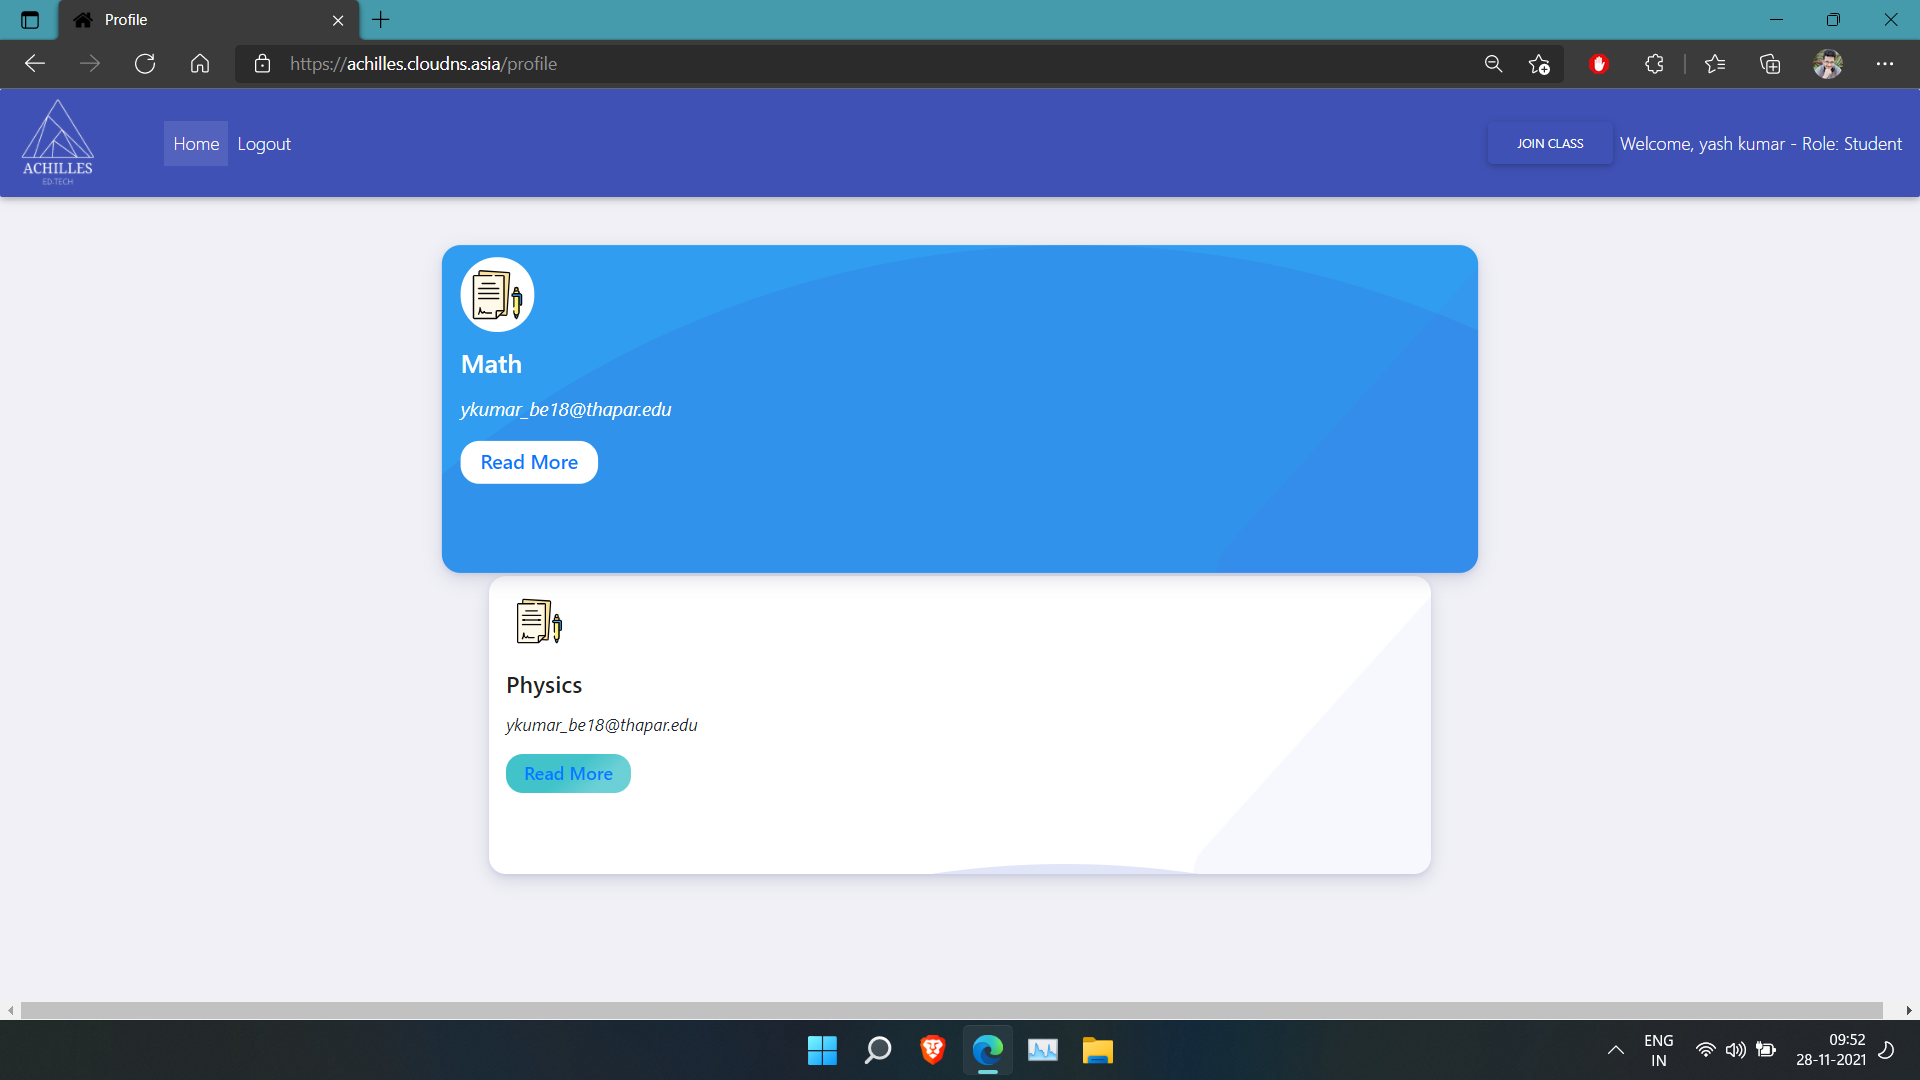 Profile
https://achilles.cloudns.asia/profile
ACHILLES
ED-TECH
Home
Logout
JOIN CLASS
Welcome, yash kumar - Role: Student
Math
ykumar_be18@thapar.edu
Read More
Physics
ykumar_be18@thapar.edu
Read More
ENG
IN
09:52
28-11-2021